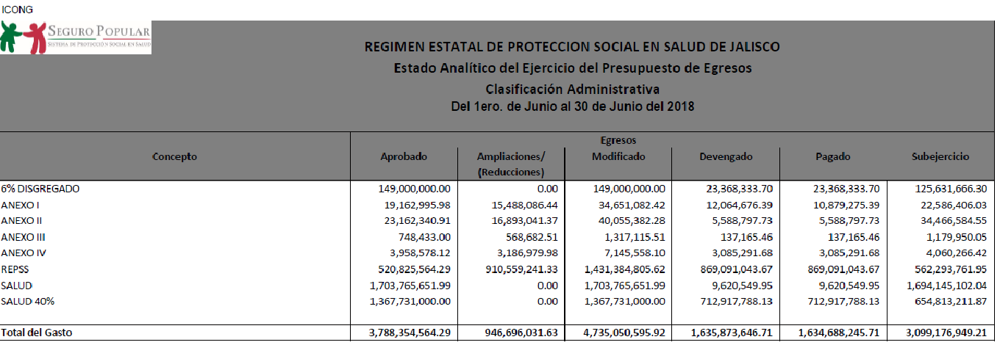 ICONG
SEGURO POPULAR
SISTEMA DE PROTECCIÓN SOCIAL EN SALUD
REGIMEN ESTATAL DE PROTECCION SOCIAL EN SALUD DE JALISCO
Estado Analítico del Ejercicio del Presupuesto de Egresos
Clasificación Administrativa
Del 1ero. de Junio al 30 de Junio del 2018
Egresos
Concepto Aprobado Ampliaciones/ (Reducciones) Modificado Devengado Pagado Subejercicio
6% DISGREGADO 149,000,000.00 0.00 149,000,000.00 23,368,333.70 23,368,333.70 125,631,666.30
ANEXO I 19,162,995.98 15,488,086.44 34,651,082.42 12,064,676.39 10,879,275.39 22,586,406.03
ANEXO II 23,162,340.91 16,893,041.37 40,055,382.28 5,588,797.73 5,588,797.73 34,466,584.55
ANEXO III 748,433.00 568,682.51 1,317,115.51 137,165.46 137,165.46 1,179,950.05
ANEXO IV 3,958,578.12 3,186,979.98 7,145,558.10 3,085,291.68 3,085,291.68 4,060,266.42
REPSS 520,825,564.29 910,559,241.33 1,431,384,805.62 869,091,043.67 869,091,043.67 562,293,761.95
SALUD 1,703,765,651.99 0.00 1,703,765,651.99 9,620,549.95 9,620,549.95 1,694,145,102.04
SALUD 40% 1,367,731,000.00 0.00 1,367,731,000.00 712,917,788.13 712,917,788.13 654,813,211.87
Total del Gasto 3,788,354,564.29 946,696,031.63 4,735,050,595.92 1,635,873,646.71 1,634,688,245.71 3,099,176,949.21